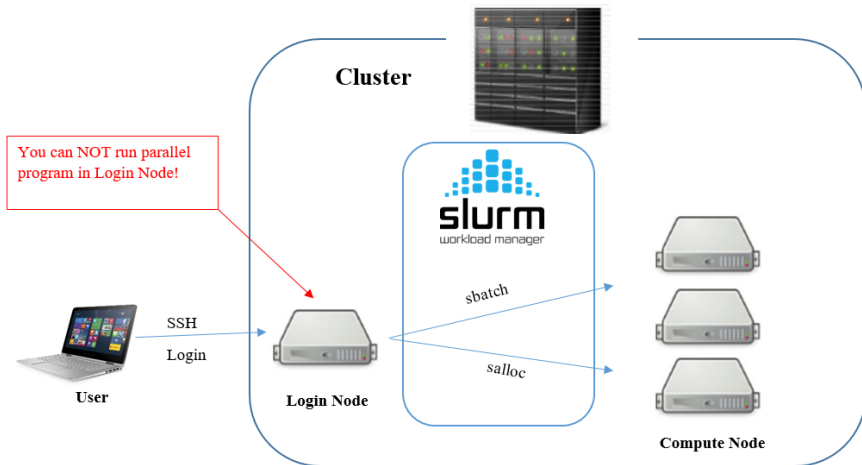 Cluster
You can NOT run parallel
program in Login Node!
slurm
workload manager
sbatch
SSH
Login
salloc
User
Login Node
Compute Node